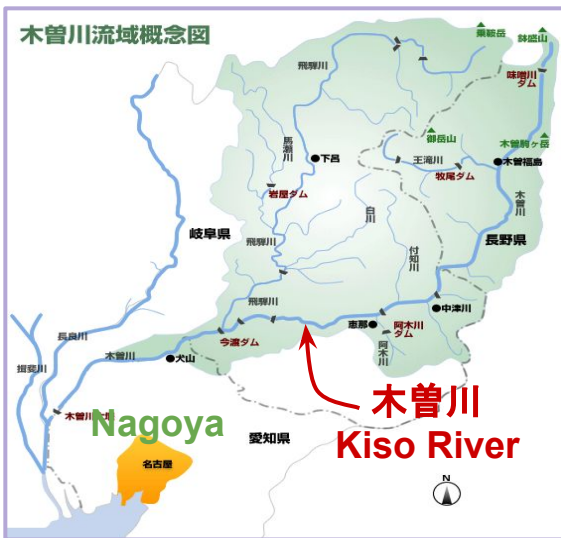 木曽川流域概念図
乗鞍岳
鉢盛山
飛騨川
味噌川
ダム
御岳山
木曽駒ヶ岳
馬瀬川
下呂
王滝川
木曽福島
牧尾ダム
岩屋ダム
木曽川
白川
付知川
岐阜県
長野県
飛騨川
飛騨川
中津川
恵那
阿木川
ダム
今渡ダム
阿木川
長良川
木曽川
犬山
揖斐川
木曽川
木曽川大堰
Nagoya
Kiso River
愛知県
名古屋
N